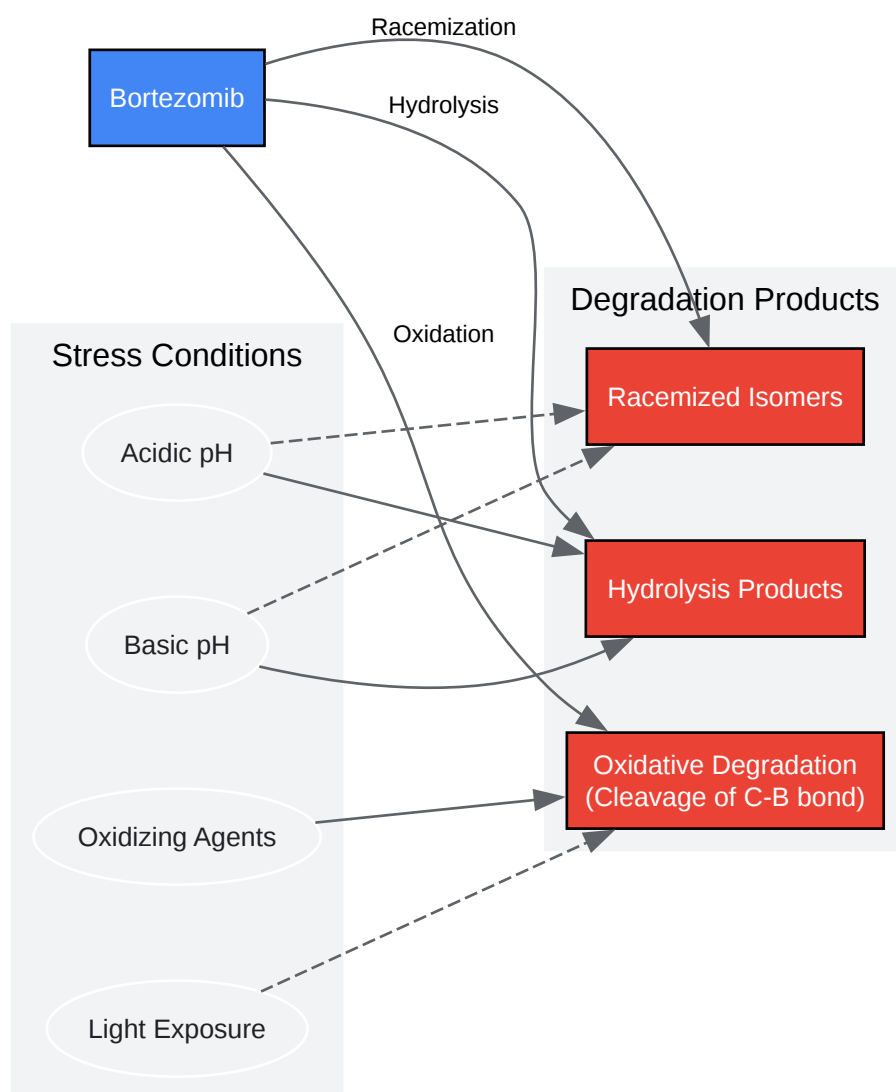 Racemization
Bortezomib
Hydrolysis
Degradation Products
Oxidation
Stress Conditions
Racemized Isomers
Acidic pH
Hydrolysis Products
Basic pH
Oxidative Degradation
(Cleavage of C-B bond)
Oxidizing Agents
Light Exposure